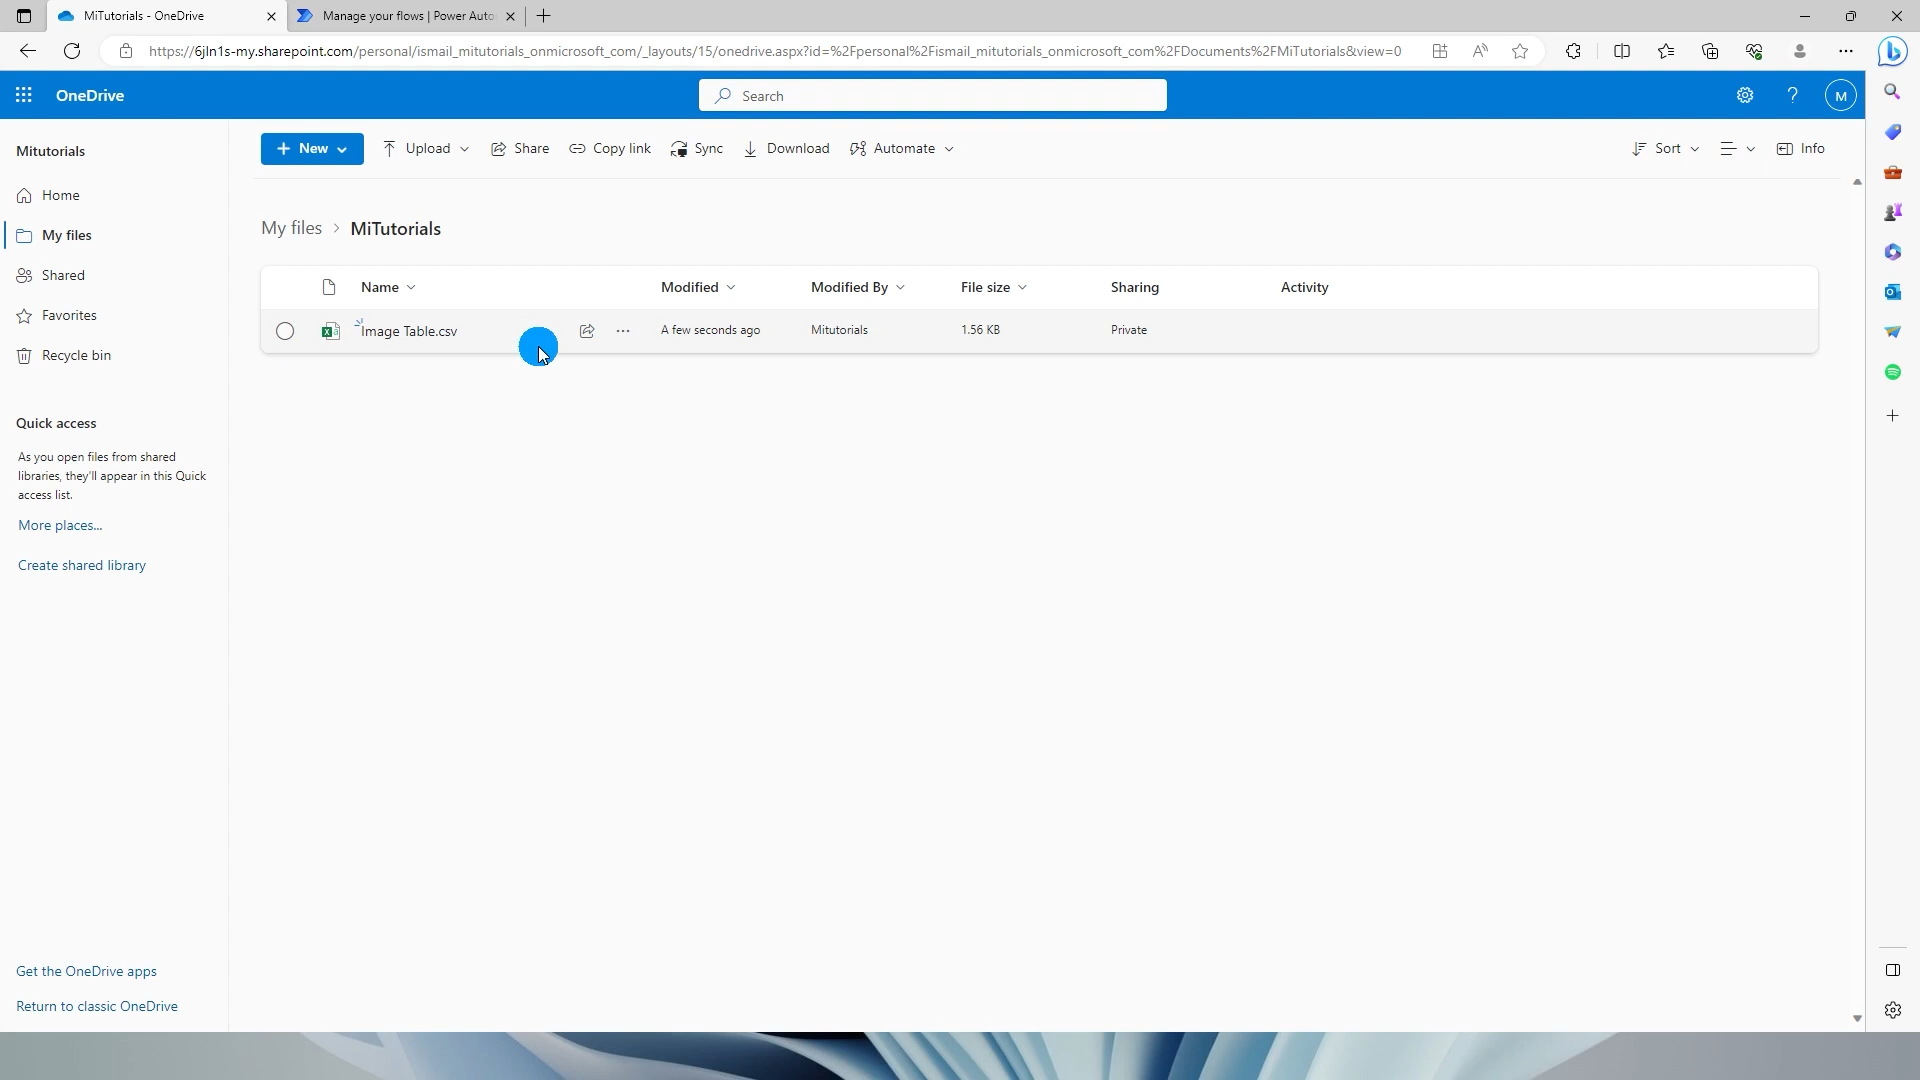 MiTutorials - OneDrive
Manage your flows | Power Auto
https://6jln1s-my.sharepoint.com/personal/ismail_mitutorials_onmicrosoft_com/_layouts/15/onedrive.aspx?id=%2Fpersonal%2Fismail_mitutorials_onmicrosoft_com%2FDocuments%2FMiTutorials&view=0
OneDrive
Search
M
Mitutorials
New
Upload
Share
Copy link
Sync
Download
Automate
Sort
Info
Home
My files
Shared
Favorites
Recycle bin
My files > MiTutorials
Name
Modified
Modified By
File size
Sharing
Activity
Image Table.csv
A few seconds ago
Mitutorials
1.56 KB
Private
Quick access
As you open files from shared
libraries, they'll appear in this Quick
access list.
More places...
Create shared library
Get the OneDrive apps
Return to classic OneDrive